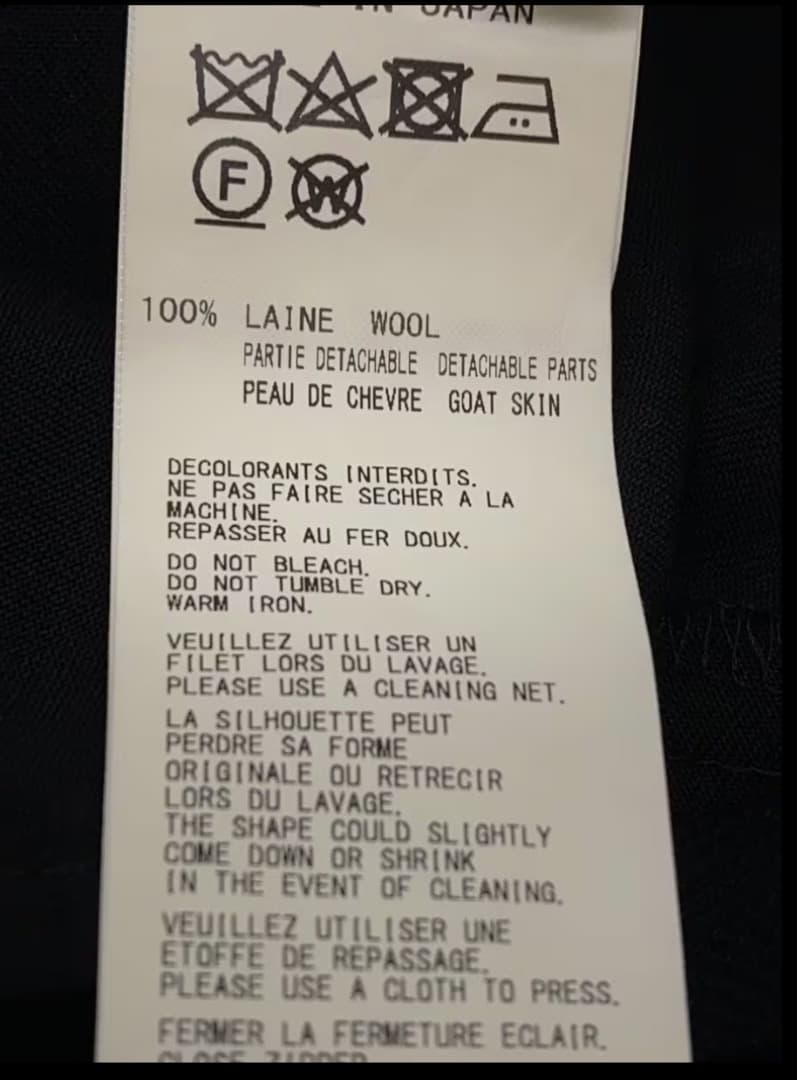 IN JAPAN
F
W
100% LAINE WOOL
PARTIE DETACHABLE DETACHABLE PARTS
PEAU DE CHEVRE GOAT SKIN
DECOLORANTS INTERDITS.
NE PAS FAIRE SECHER A LA
MACHINE.
REPASSER AU FER DOUX.
DO NOT BLEACH.
DO NOT TUMBLE DRY.
WARM IRON.
VEUILLEZ UTILISER UN
FILET LORS DU LAVAGE.
PLEASE USE A CLEANING NET.
LA SILHOUETTE PEUT
PERDRE SA FORME
ORIGINALE OU RETRECIR
LORS DU LAVAGE.
THE SHAPE COULD SLIGHTLY
COME DOWN OR SHRINK
IN THE EVENT OF CLEANING.
VEUILLEZ UTILISER UNE
ETOFFE DE REPASSAGE.
PLEASE USE A CLOTH TO PRESS.
FERMER LA FERMETURE ECLAIR.
CLOSE ZIPPER